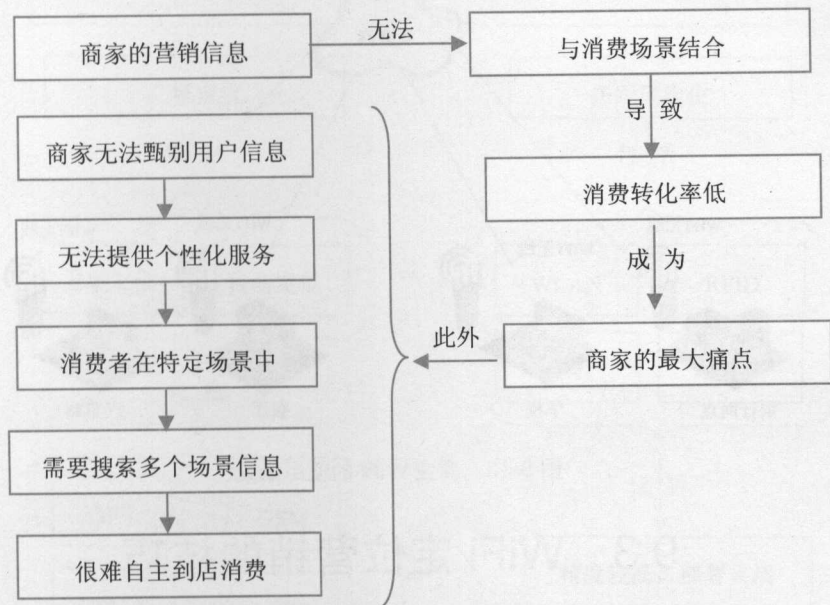 商家的营销信息
无法
与消费场景结合
导 致
消费转化率低
成 为
商家的最大痛点
此外
商家无法甄别用户信息
无法提供个性化服务
消费者在特定场景中
需要搜索多个场景信息
很难自主到店消费